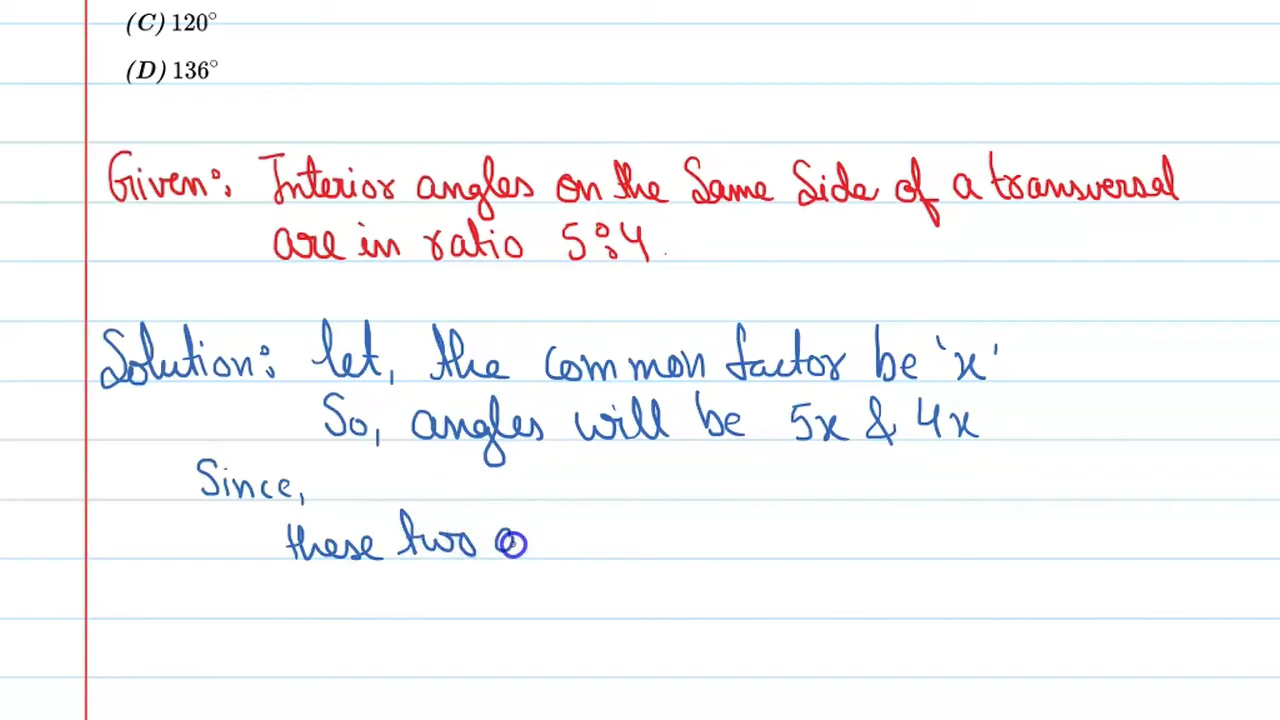 (C) 120°
(D) 136°
Given: Interior angles on the Same Side of a transversal
are in ratio 5:4
Solution: let, the common factor be 'x'
So, angles will be 5x & 4x
Since,
these two